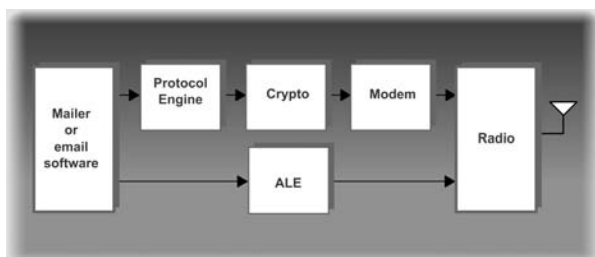 Mailer
or
email
software
Protocol
Engine
Crypto
Modem
Radio
ALE